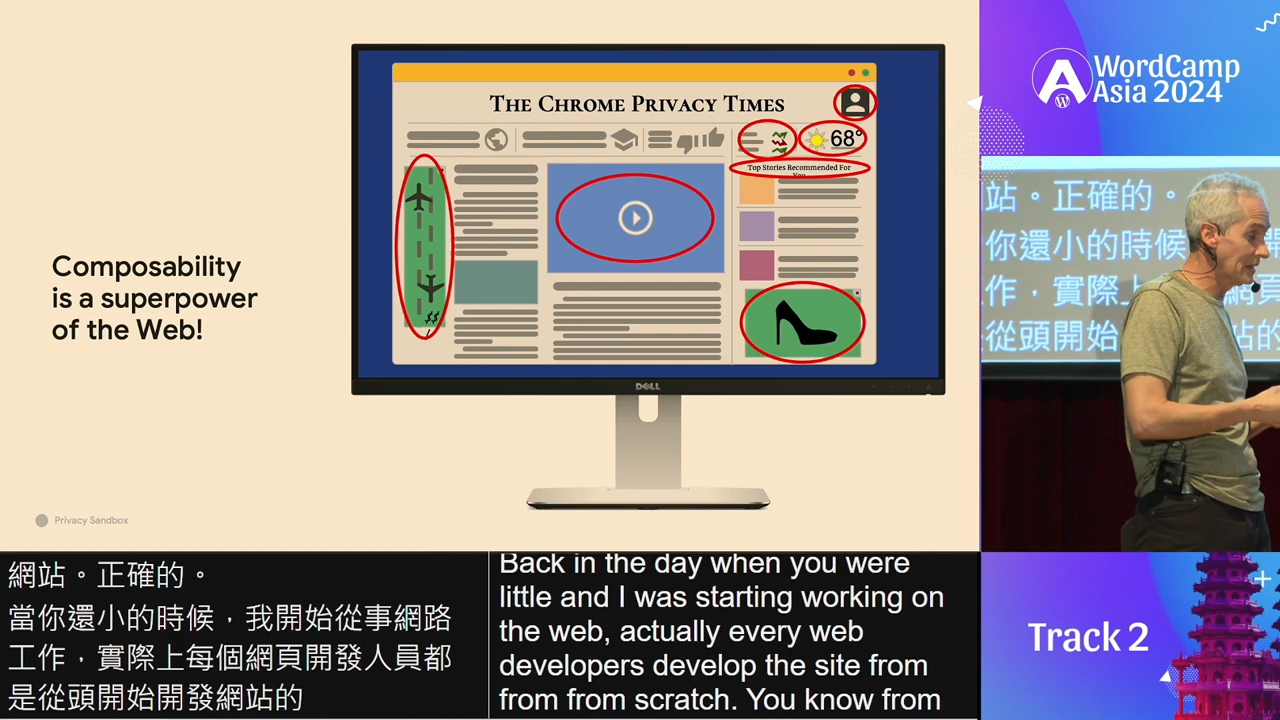 Composability
is a superpower
of the Web!
THE CHROME PRIVACY TIMES
68°
Top Stories Recommended For
You
DELL
Privacy Sandbox
WordCamp
Asia 2024
站。正確的。
你還小的時候
作，實際上
從頭開始
網站。正確的。
當你還小的時候，我開始從事網路
工作，實際上每個網頁開發人員都
是從頭開始開發網站的
Back in the day when you were
little and I was starting working on
the web, actually every web
developers develop the site from
from from scratch. You know from
Track 2